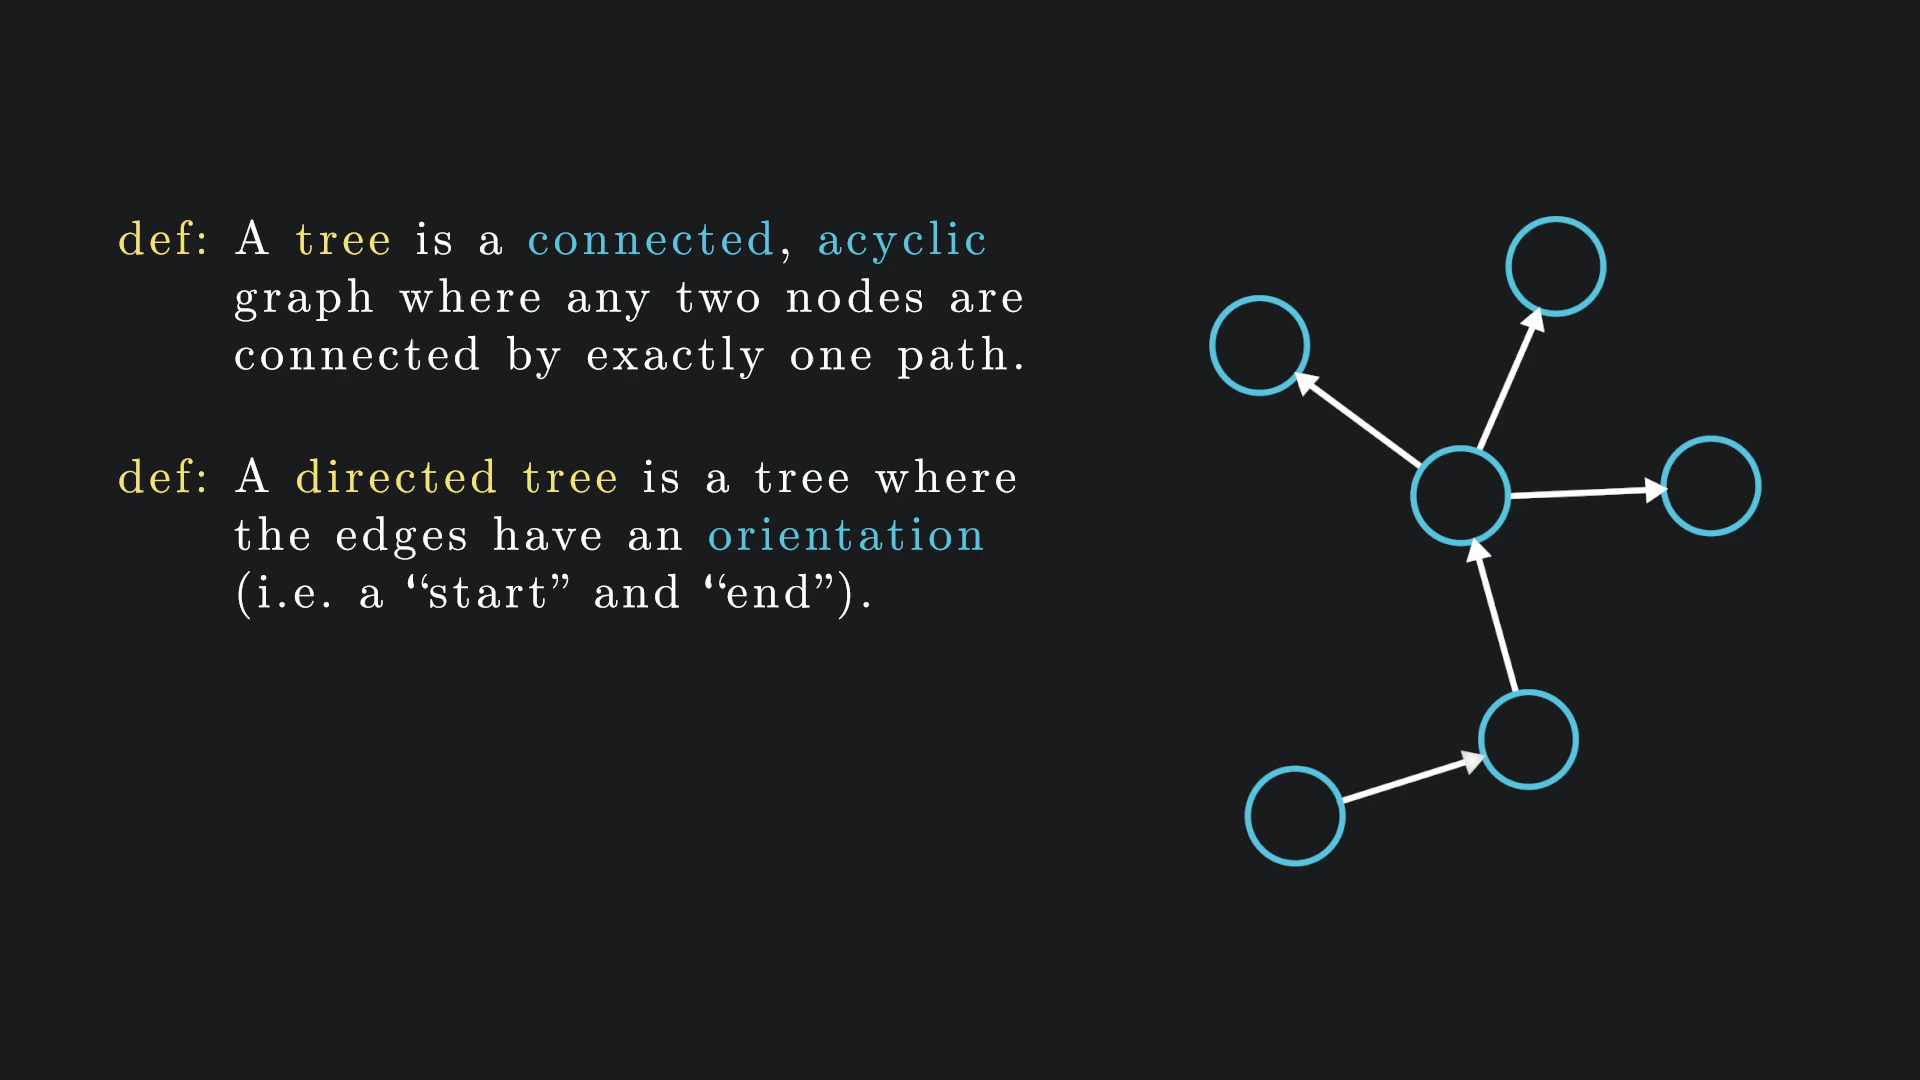 def: A tree is a connected, acyclic
graph where any two nodes are
connected by exactly one path.
def: A directed tree is a tree where
the edges have an orientation
(i.e. a “start” and “end”).